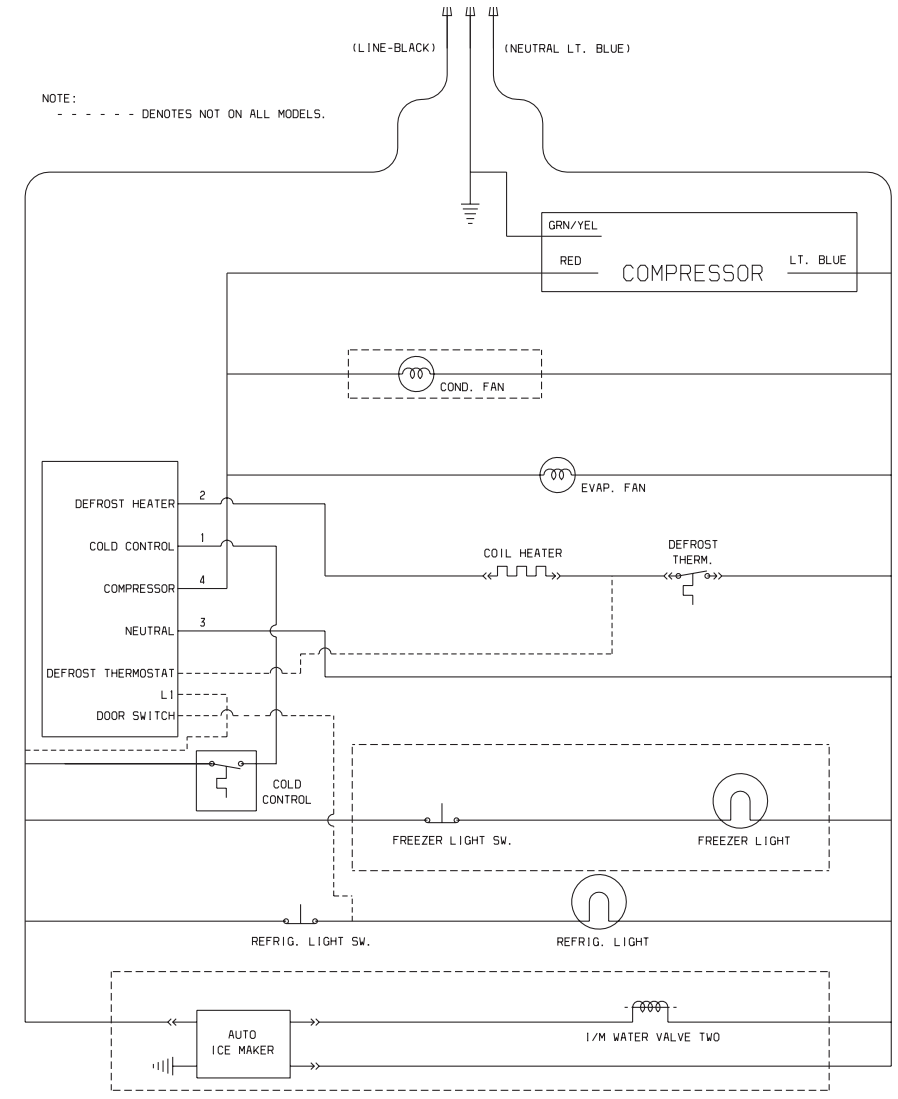 (LINE-BLACK)
(NEUTRAL LT. BLUE)
NOTE:
- - - - - - DENOTES NOT ON ALL MODELS.
GRN/YEL
RED
COMPRESSOR
LT. BLUE
COND. FAN
EVAP. FAN
DEFROST HEATER
2
COLD CONTROL
1
COMPRESSOR
4
NEUTRAL
3
DEFROST THERMOSTAT
L1
DOOR SWITCH
COIL HEATER
DEFROST
THERM.
COLD
CONTROL
FREEZER LIGHT SW.
FREEZER LIGHT
REFRIG. LIGHT SW.
REFRIG. LIGHT
AUTO
ICE MAKER
I/M WATER VALVE TWO